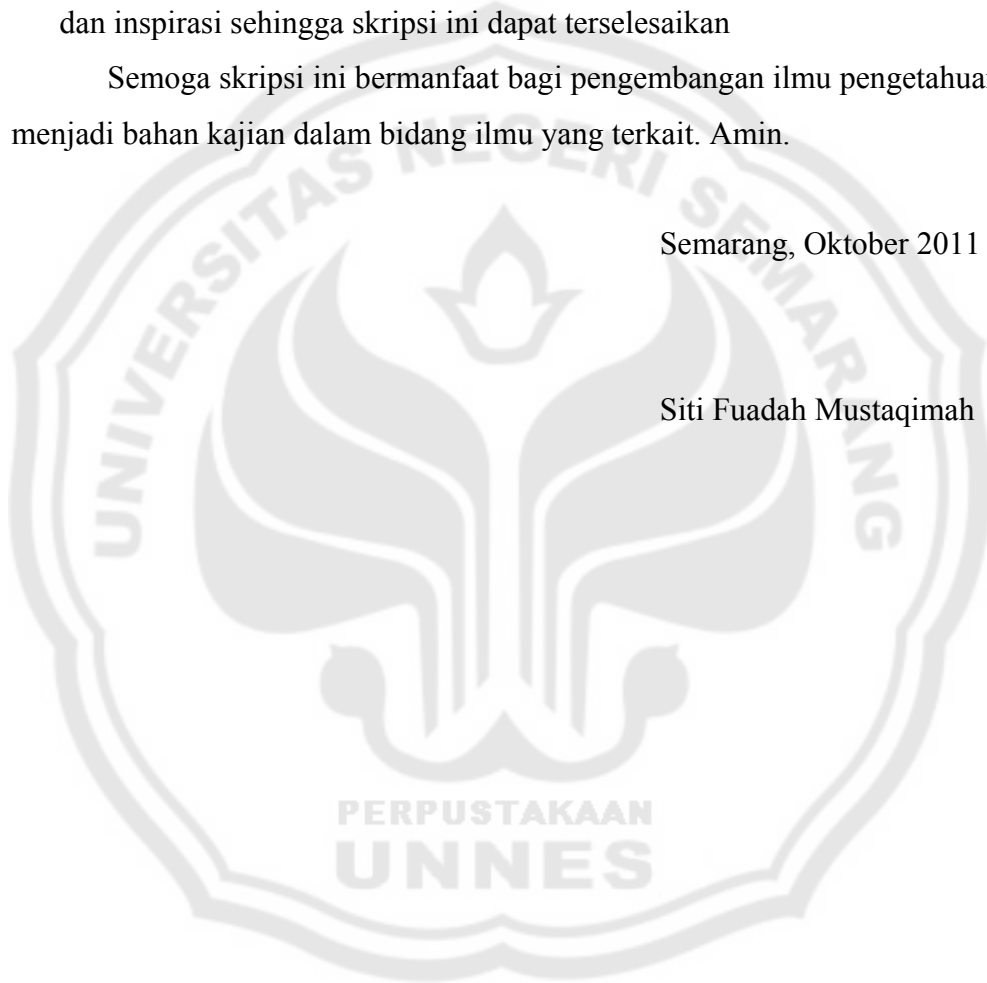 dan inspirasi sehingga skripsi ini dapat terselesaikan
Semoga skripsi ini bermanfaat bagi pengembangan ilmu pengetahuan
menjadi bahan kajian dalam bidang ilmu yang terkait. Amin.
Semarang, Oktober 2011
Siti Fuadah Mustaqimah
UNIVERSITAS NEGERI SEMARANG
PERPUSTAKAAN
UNNES